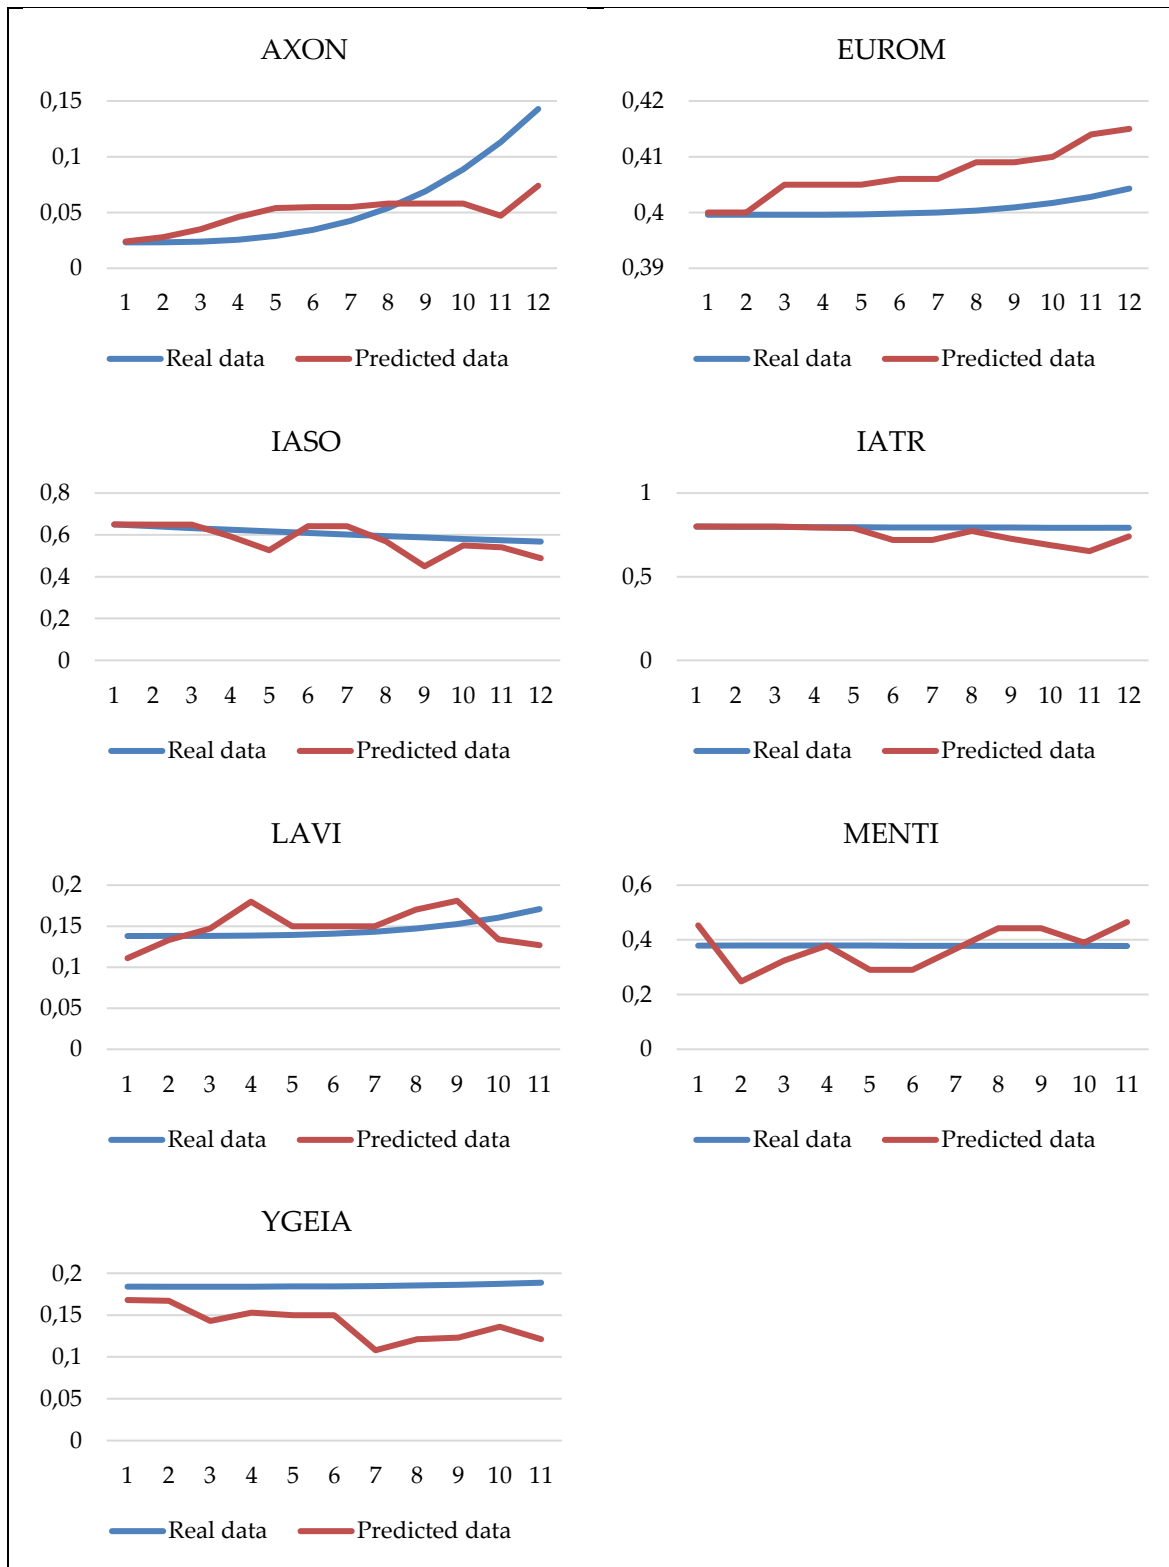 AXON
0,15
0,1
0,05
0
1 2 3 4 5 6 7 8 9 10 11 12
Real data Predicted data
EUROM
0,42
0,41
0,4
0,39
1 2 3 4 5 6 7 8 9 10 11 12
Real data Predicted data
IASO
0,8
0,6
0,4
0,2
0
1 2 3 4 5 6 7 8 9 10 11 12
Real data Predicted data
IATR
1
0,5
0
1 2 3 4 5 6 7 8 9 10 11 12
Real data Predicted data
LAVI
0,2
0,15
0,1
0,05
0
1 2 3 4 5 6 7 8 9 10 11
Real data Predicted data
MENTI
0,6
0,4
0,2
0
1 2 3 4 5 6 7 8 9 10 11
Real data Predicted data
YGEIA
0,2
0,15
0,1
0,05
0
1 2 3 4 5 6 7 8 9 10 11
Real data Predicted data